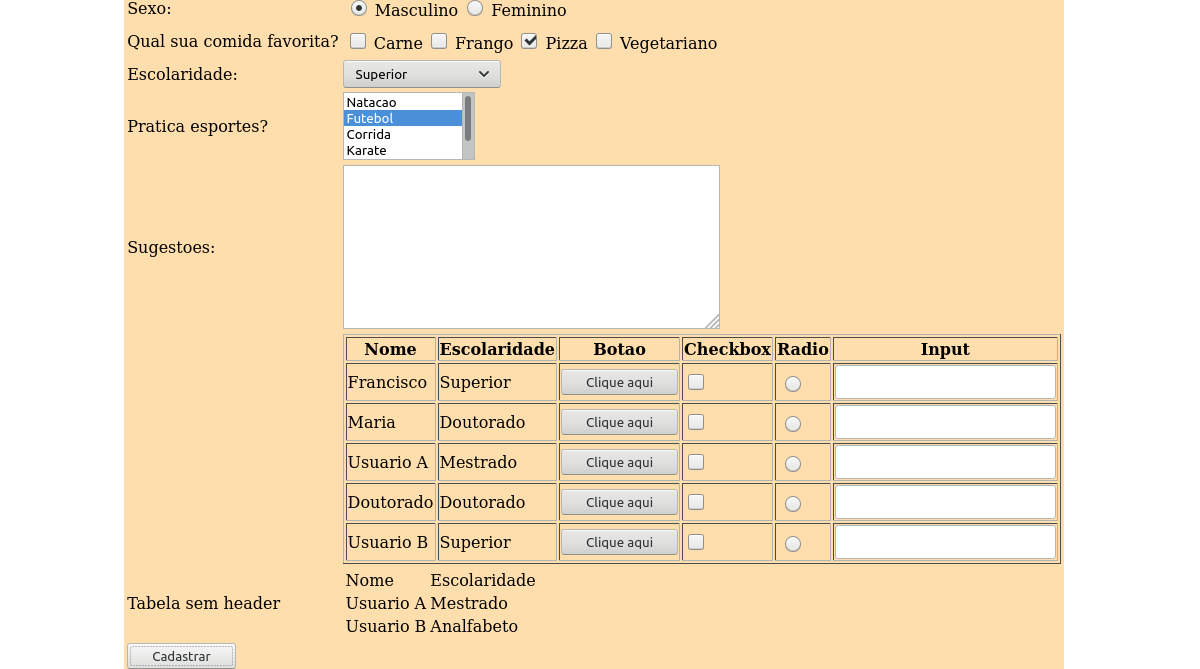 Sexo: Masculino Feminino
Qual sua comida favorita? Carne Frango Pizza Vegetariano
Escolaridade: Superior
Pratica esportes?
Natacao
Futebol
Corrida
Karate
Sugestoes:
Nome Escolaridade Botao Checkbox Radio Input
Francisco Superior Clique aqui
Maria Doutorado Clique aqui
Usuario A Mestrado Clique aqui
Doutorado Doutorado Clique aqui
Usuario B Superior Clique aqui
Tabela sem header
Nome Escolaridade
Usuario A Mestrado
Usuario B Analfabeto
Cadastrar